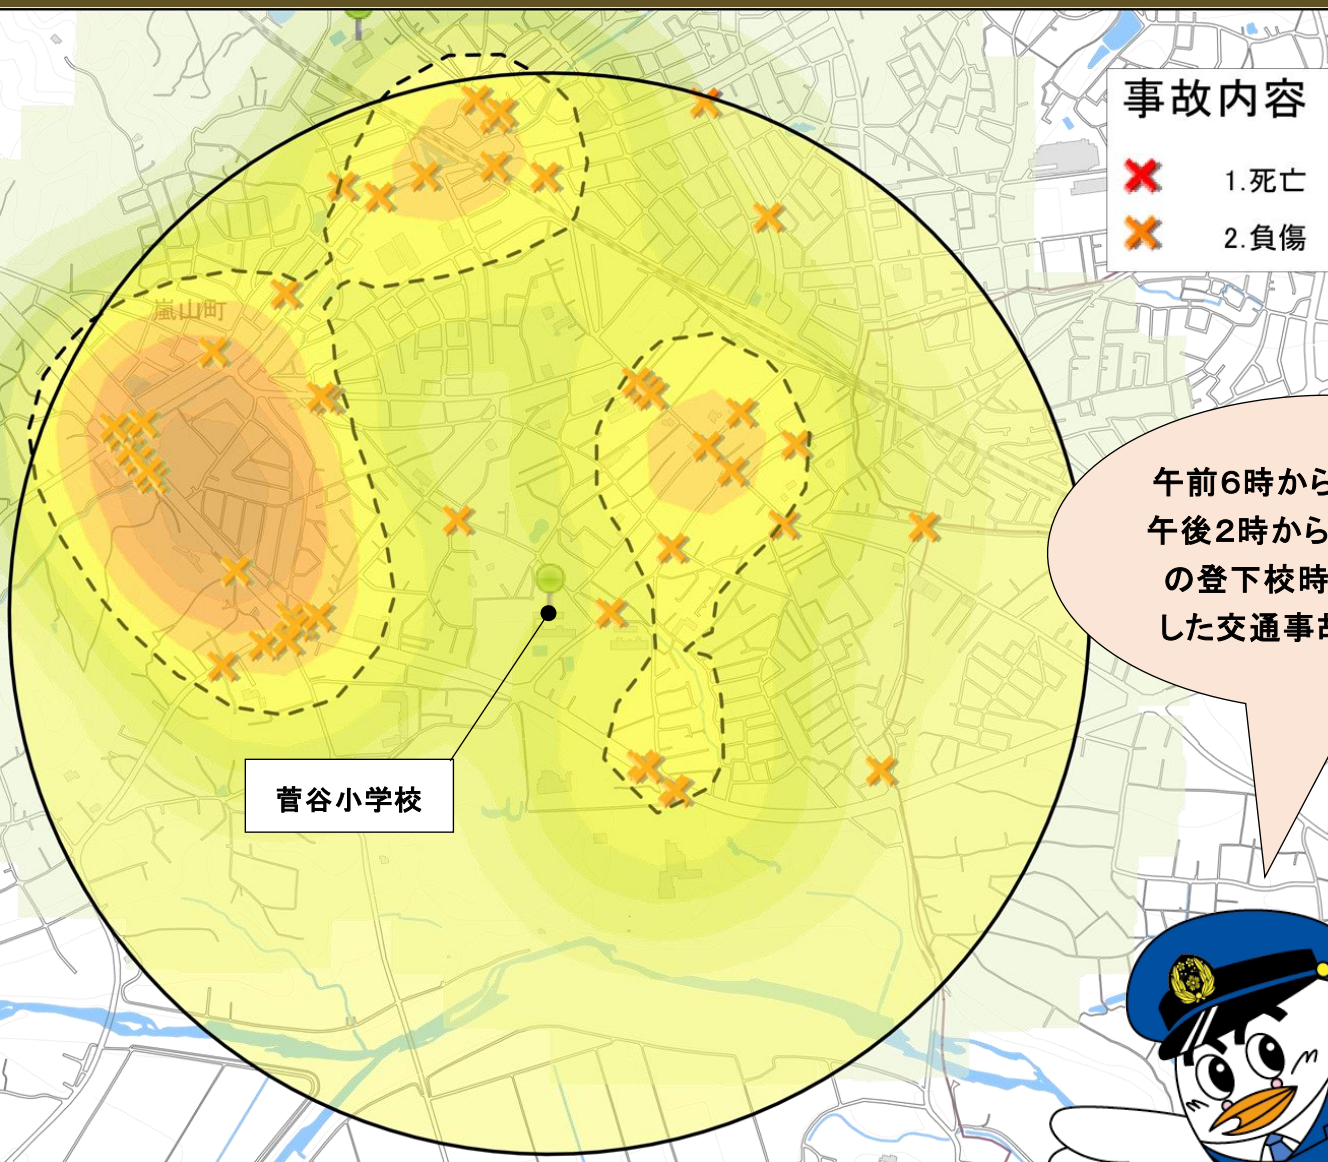 事故内容
1.死亡
2.負傷
嵐山町
午前6時から
午後2時から
の登下校時
した交通事故
菅谷小学校